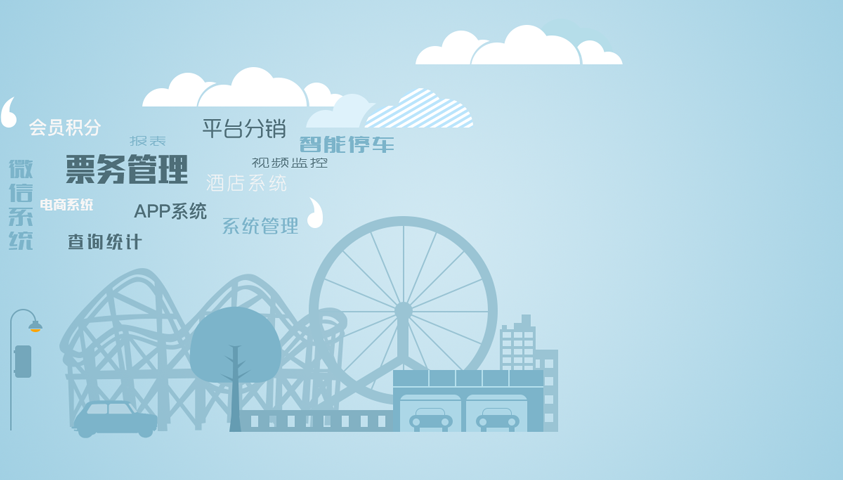 会员积分
平台分销
报表
智能停车
视频监控
票务管理
微信系统
酒店系统
电商系统
APP系统
系统管理
查询统计